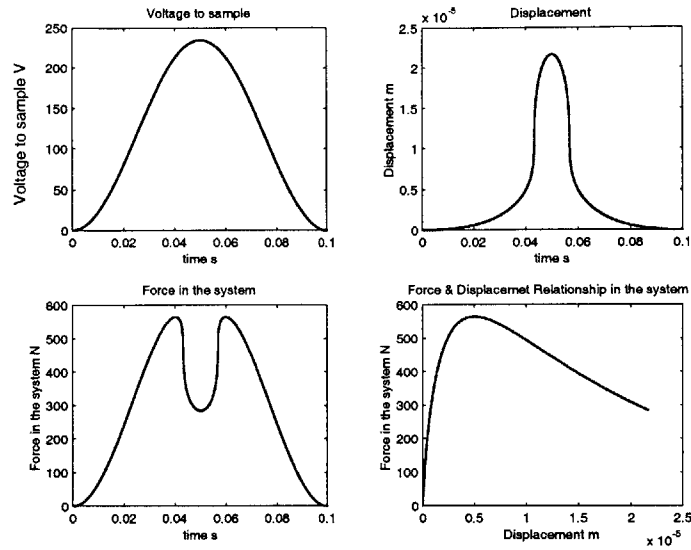 Voltage to sample
Voltage to sample V
250
200
150
100
50
0
0 0.02 0.04 0.06 0.08 0.1
time s
x 10⁻⁵ Displacement
Displacement m
2.5
2
1.5
1
0.5
0
0 0.02 0.04 0.06 0.08 0.1
time s
Force in the system
Force in the system N
600
500
400
300
200
100
0
0 0.02 0.04 0.06 0.08 0.1
time s
Force & Displacemet Relationship in the system
Force in the system N
600
500
400
300
200
100
0
0 0.5 1 1.5 2 2.5
Displacement m x 10⁻⁵